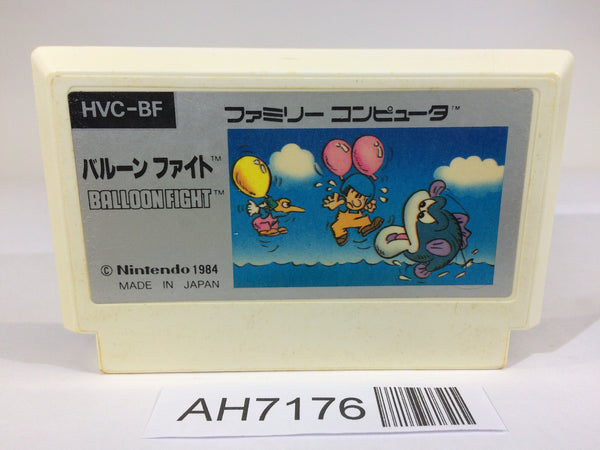 HVC-BF
ファミリー コンピュータ™
バルーン ファイト™
BALLOON FIGHT™
© Nintendo 1984
MADE IN JAPAN
AH7176